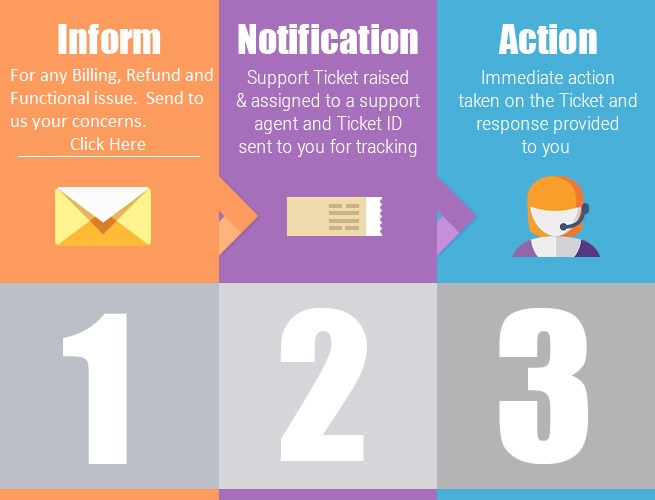 Inform
For any Billing, Refund and
Functional issue.  Send to
us your concerns.
Click Here
Notification
Support Ticket raised
& assigned to a support
agent and Ticket ID
sent to you for tracking
Action
Immediate action
taken on the Ticket and
response provided
to you
1
2
3